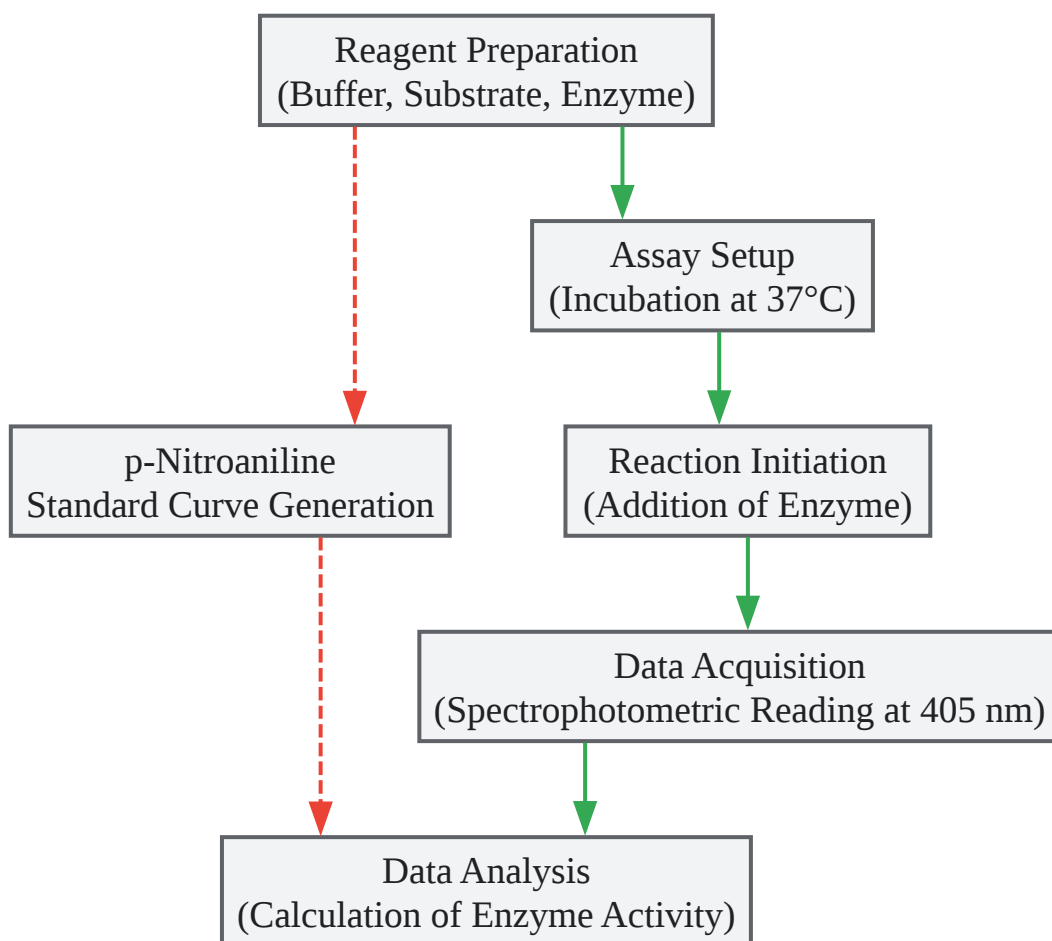 Reagent Preparation
(Buffer, Substrate, Enzyme)
Assay Setup
(Incubation at 37°C)
p-Nitroaniline
Standard Curve Generation
Reaction Initiation
(Addition of Enzyme)
Data Acquisition
(Spectrophotometric Reading at 405 nm)
Data Analysis
(Calculation of Enzyme Activity)